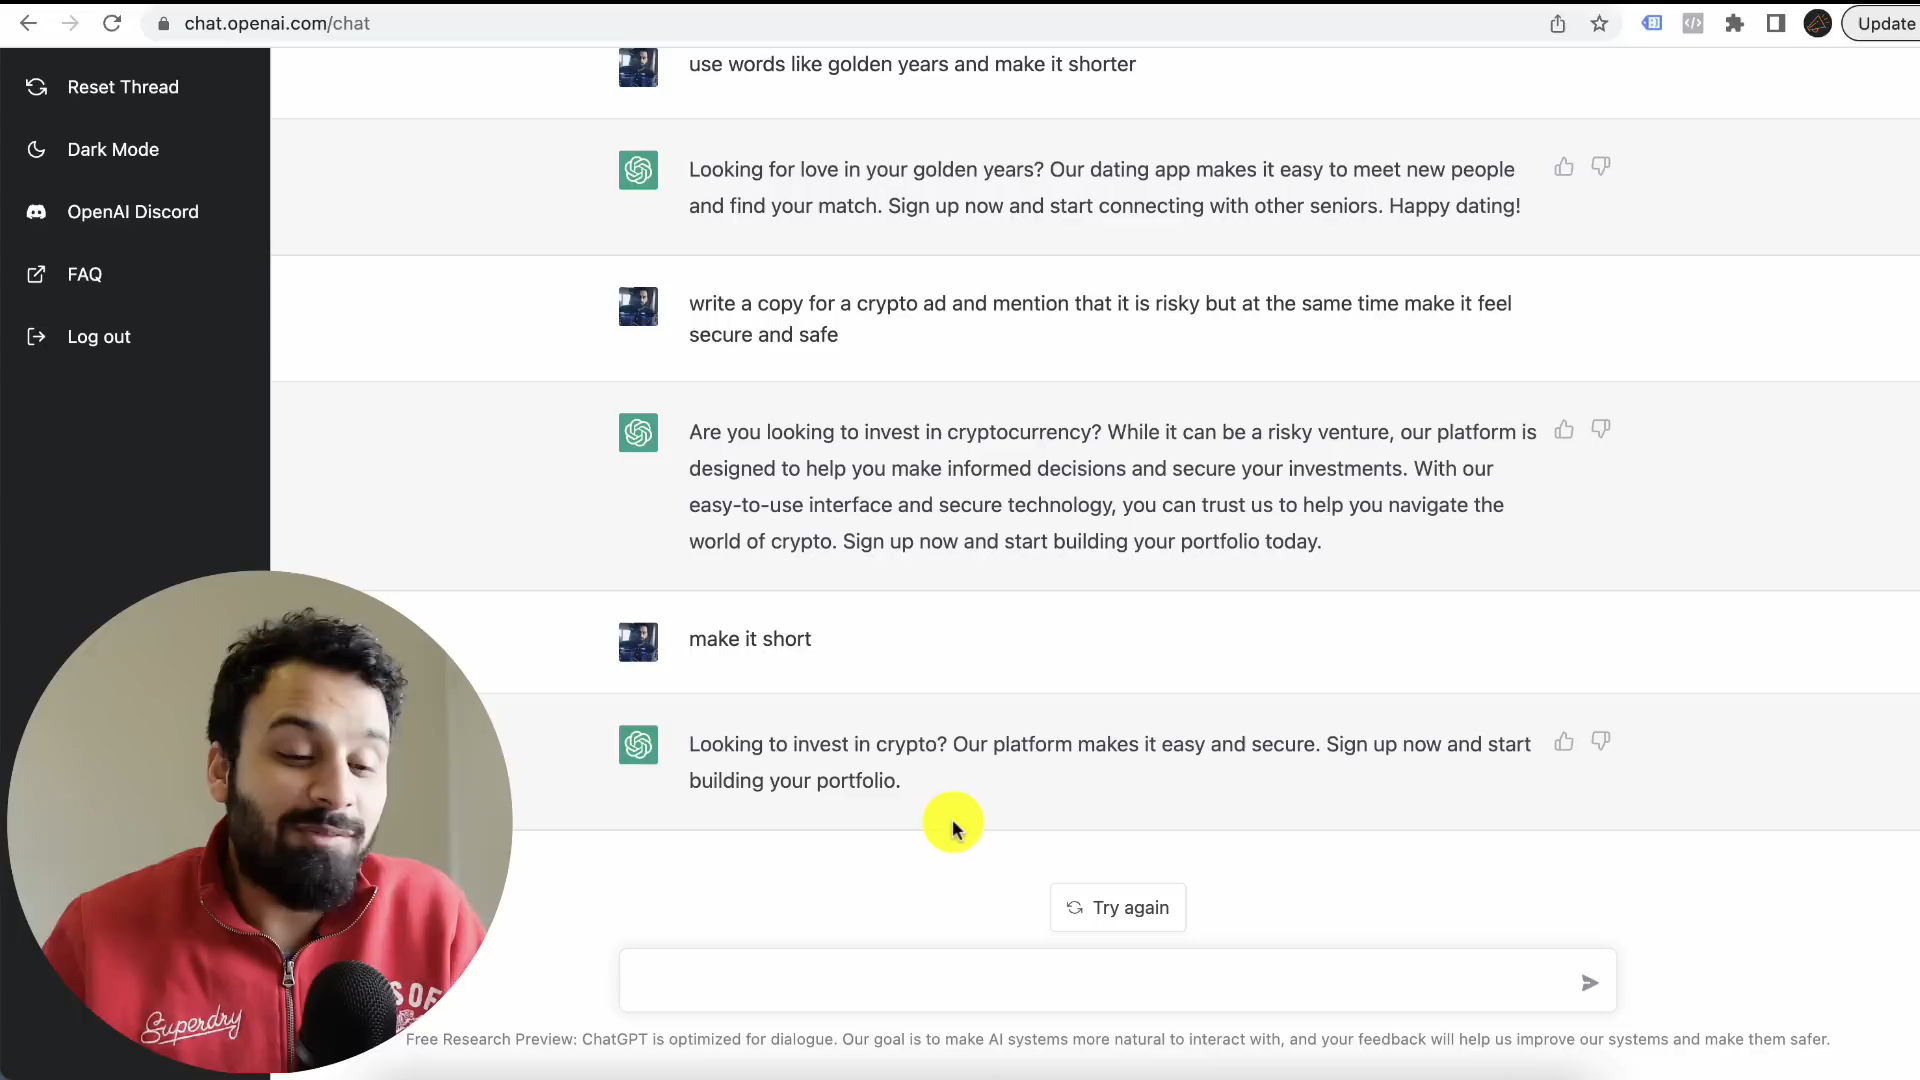 chat.openai.com/chat
Update
Reset Thread
Dark Mode
OpenAI Discord
FAQ
Log out
use words like golden years and make it shorter
Looking for love in your golden years? Our dating app makes it easy to meet new people
and find your match. Sign up now and start connecting with other seniors. Happy dating!
write a copy for a crypto ad and mention that it is risky but at the same time make it feel
secure and safe
Are you looking to invest in cryptocurrency? While it can be a risky venture, our platform is
designed to help you make informed decisions and secure your investments. With our
easy-to-use interface and secure technology, you can trust us to help you navigate the
world of crypto. Sign up now and start building your portfolio today.
make it short
Looking to invest in crypto? Our platform makes it easy and secure. Sign up now and start
building your portfolio.
Try again
Superdry
Free Research Preview: ChatGPT is optimized for dialogue. Our goal is to make AI systems more natural to interact with, and your feedback will help us improve our systems and make them safer.